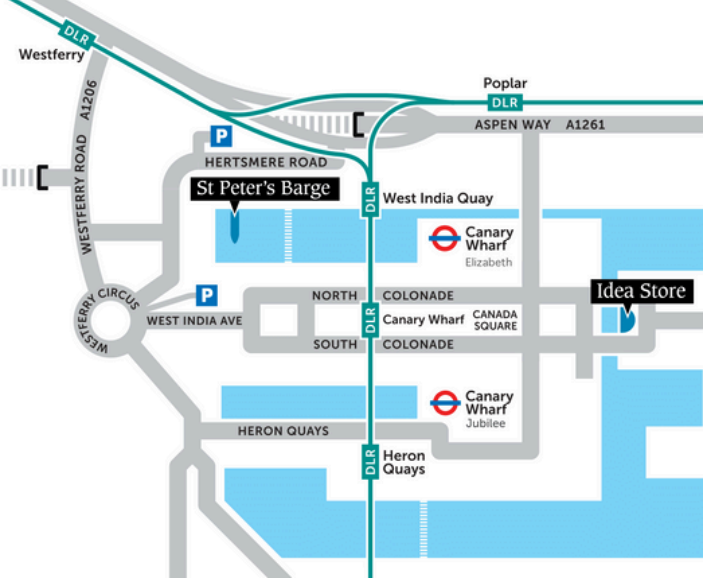 DLR
Westferry
Poplar
DLR
ASPEN WAY A1261
WESTFERRY ROAD A1206
P
HERTSMERE ROAD
St Peter's Barge
DLR
West India Quay
Canary
Wharf
Elizabeth
Idea Store
P
NORTH COLONADE
WESTFERRY CIRCUS
WESTFERRY
WEST INDIA AVE
DLR
Canary Wharf
CANADA
SQUARE
SOUTH COLONADE
Canary
Wharf
Jubilee
HERON QUAYS
DLR
Heron
Quays